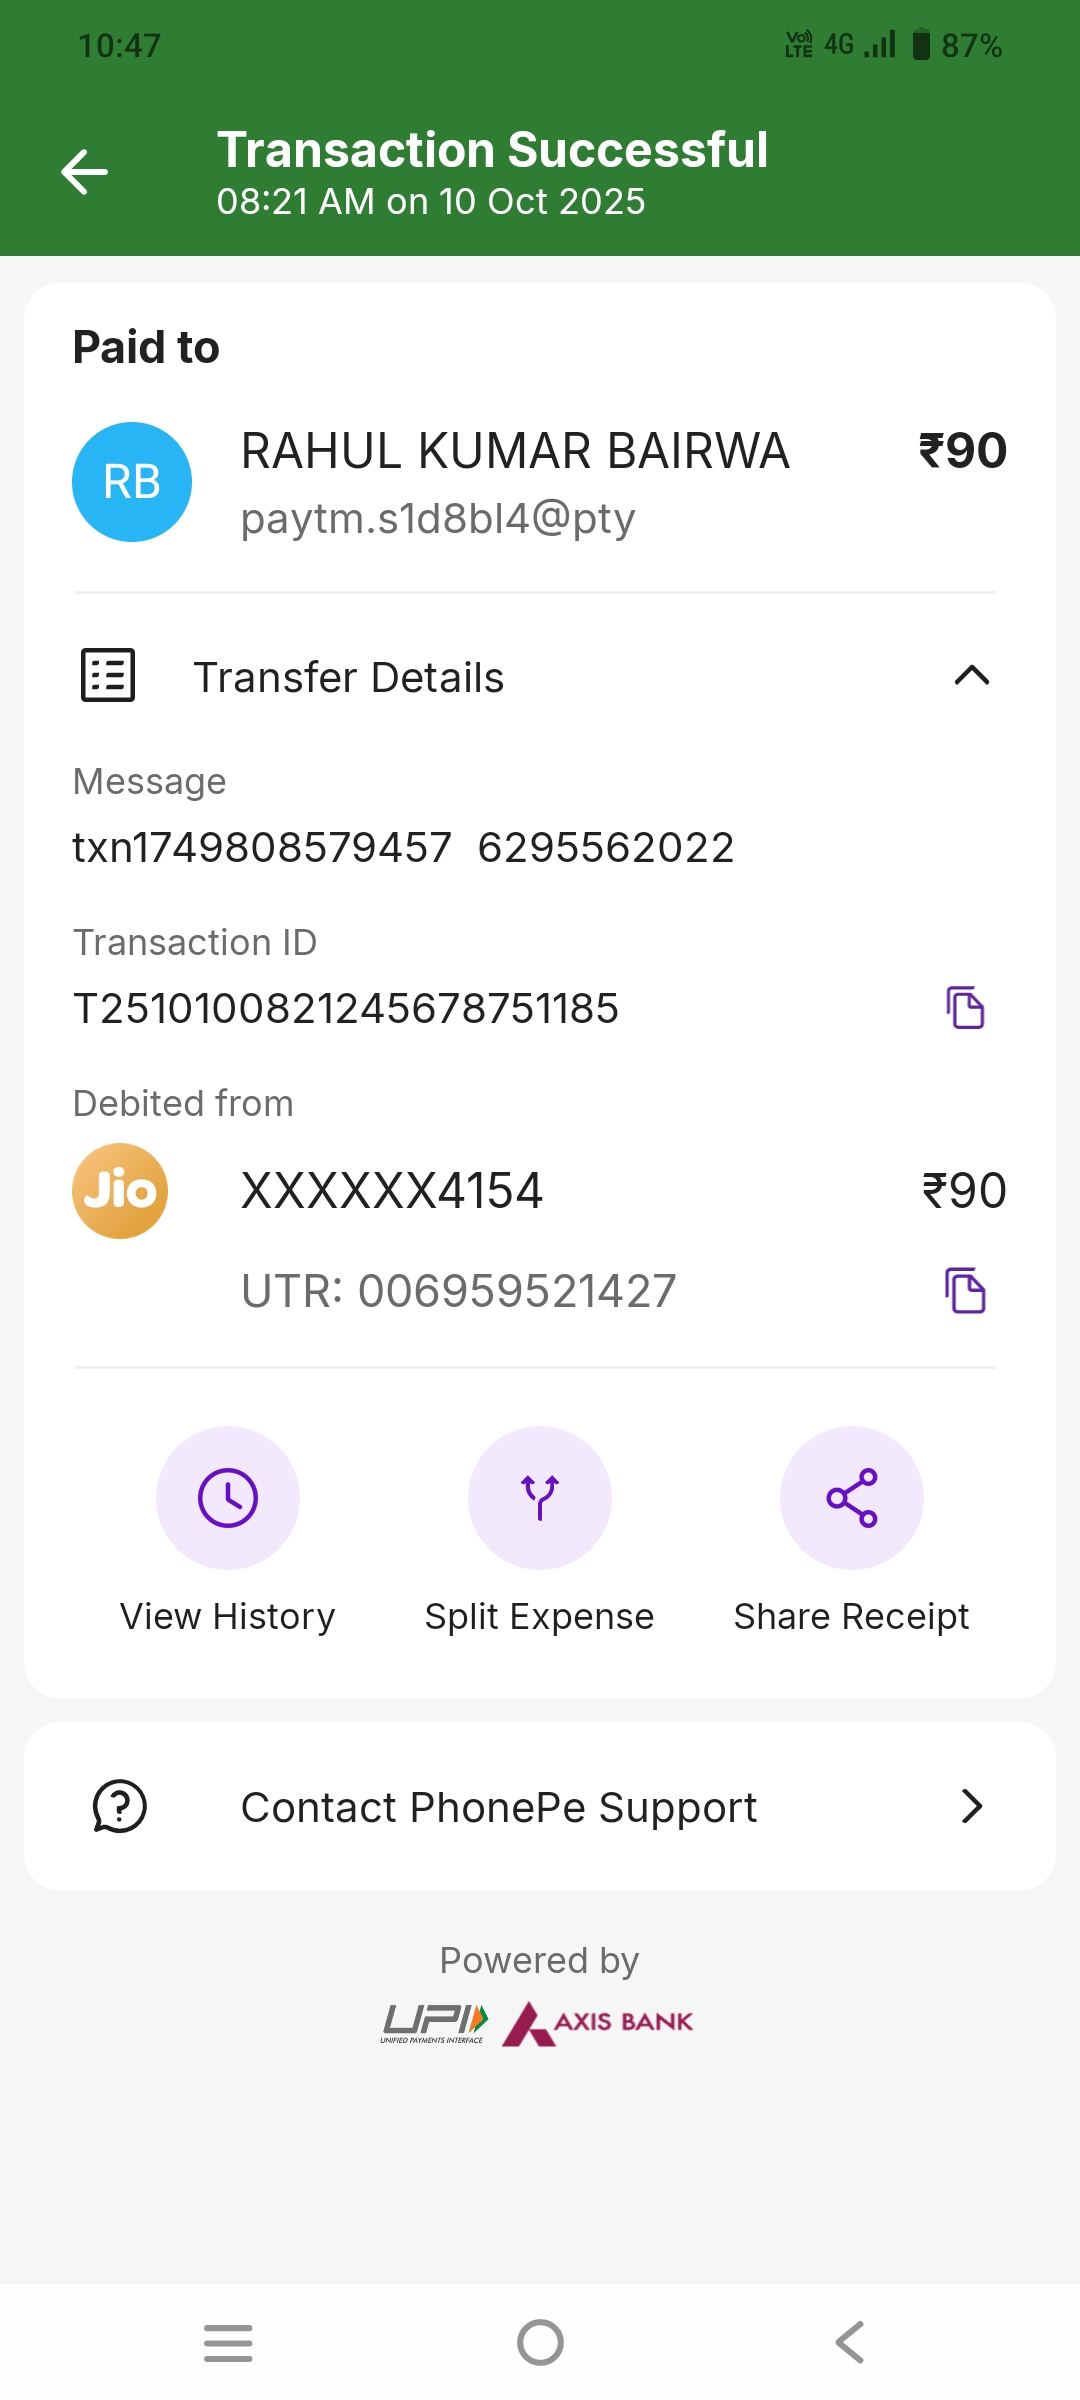 10:47
Vo) LTE 4G 87%
Transaction Successful
08:21 AM on 10 Oct 2025
Paid to
RB
RAHUL KUMAR BAIRWA ₹90
paytm.s1d8bl4@pty
Transfer Details
Message
txn1749808579457 6295562022
Transaction ID
T2510100821245678751185
Debited from
Jio
XXXXXX4154 ₹90
UTR: 006959521427
View History Split Expense Share Receipt
Contact PhonePe Support
Powered by
UPI AXIS BANK
UNIFIED PAYMENTS INTERFACE